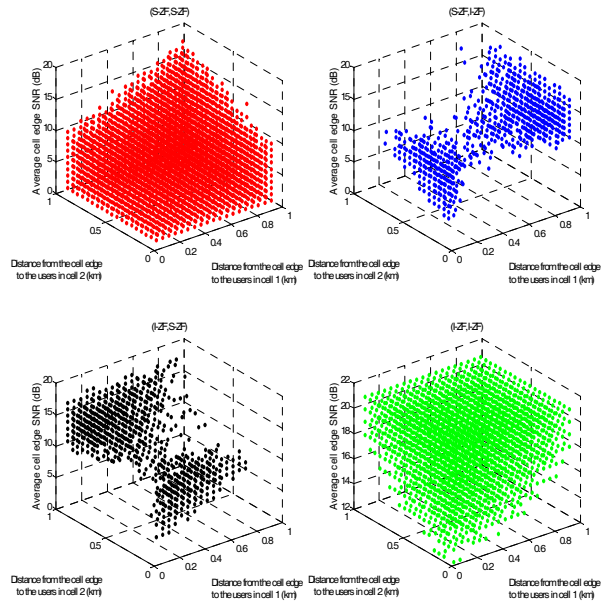 (S-ZF,S-ZF)
Average cell edge SNR (dB)
20
15
10
5
0
1
0.5
0
0
0.2
0.4
0.6
0.8
1
Distance from the cell edge
to the users in cell 2 (km)
Distance from the cell edge
to the users in cell 1 (km)
(S-ZF,I-ZF)
Average cell edge SNR (dB)
20
15
10
5
0
1
0.5
0
0
0.2
0.4
0.6
0.8
1
Distance from the cell edge
to the users in cell 2 (km)
Distance from the cell edge
to the users in cell 1 (km)
(I-ZF,S-ZF)
Average cell edge SNR (dB)
20
15
10
5
0
1
0.5
0
0
0.2
0.4
0.6
0.8
1
Distance from the cell edge
to the users in cell 2 (km)
Distance from the cell edge
to the users in cell 1 (km)
(I-ZF,I-ZF)
Average cell edge SNR (dB)
22
20
18
16
14
12
1
0.5
0
0
0.2
0.4
0.6
0.8
1
Distance from the cell edge
to the users in cell 2 (km)
Distance from the cell edge
to the users in cell 1 (km)